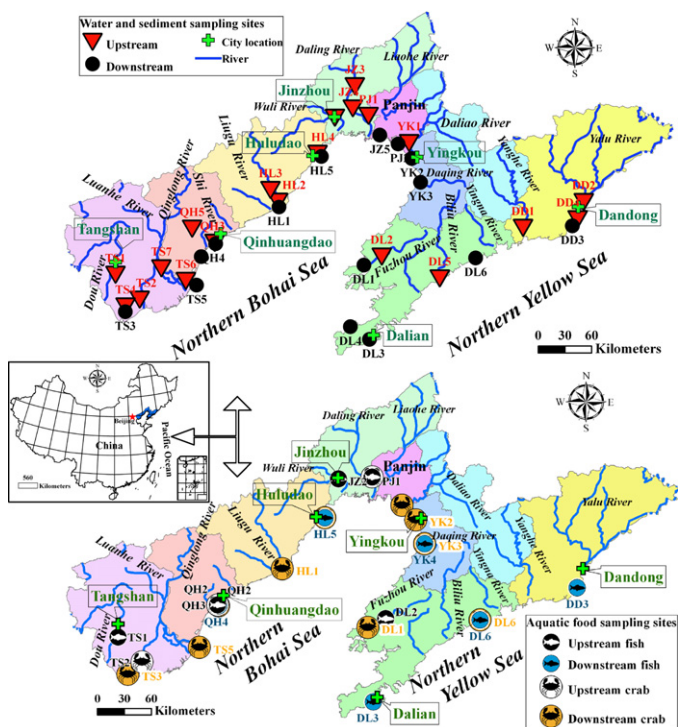 Water and sediment sampling sites
Upstream
City location
Downstream
River
N
W
E
S
Daling River
Liaohe River
JZ3
Jinzhou
PJ1
Panjin
Wuli River
Daliao River
YK1
Huludao
HL4
HL5
JZ5
Yingkou
YK2
Daqing River
YK3
Yanghe River
Yalu River
Liugu River
Qinglong River
Shi River
HL3
HL2
HL1
Luanhe River
QH5
QH3
Qinhuangdao
Biliu River
Yingna River
DD2
DD1
Dandong
DD3
Tangshan
TS1
TS7
TS6
TS5
DL2
Fuzhou River
DL1
DL5
DL6
Dou River
TS4
TS2
TS3
Northern Bohai Sea
Northern Yellow Sea
DL4
DL3
Dalian
0 30 60
Kilometers
N
W
E
S
Beijing
China
Pacific Ocean
560
Kilometers
N
W
E
S
Daling River
Liaohe River
Jinzhou
Panjin
Wuli River
JZ2
PJ1
Daliao River
Huludao
HL5
YK2
Yingkou
YK3
YK4
Daqing River
Yanghe River
Yalu River
Liugu River
HL1
Qinglong River
Luanhe River
Yingna River
Biliu River
Dandong
DD3
Tangshan
QH2
QH2
QH3
QH4
Qinhuangdao
Fuzhou River
DL2
DL1
DL6
DL6
Dou River
TS1
TS2
TS3
TS5
Northern
Bohai Sea
Northern
Yellow Sea
DL3
Dalian
0 30 60
Kilometers
Aquatic food sampling
sites
Upstream fish
Downstream fish
Upstream crab
Downstream crab